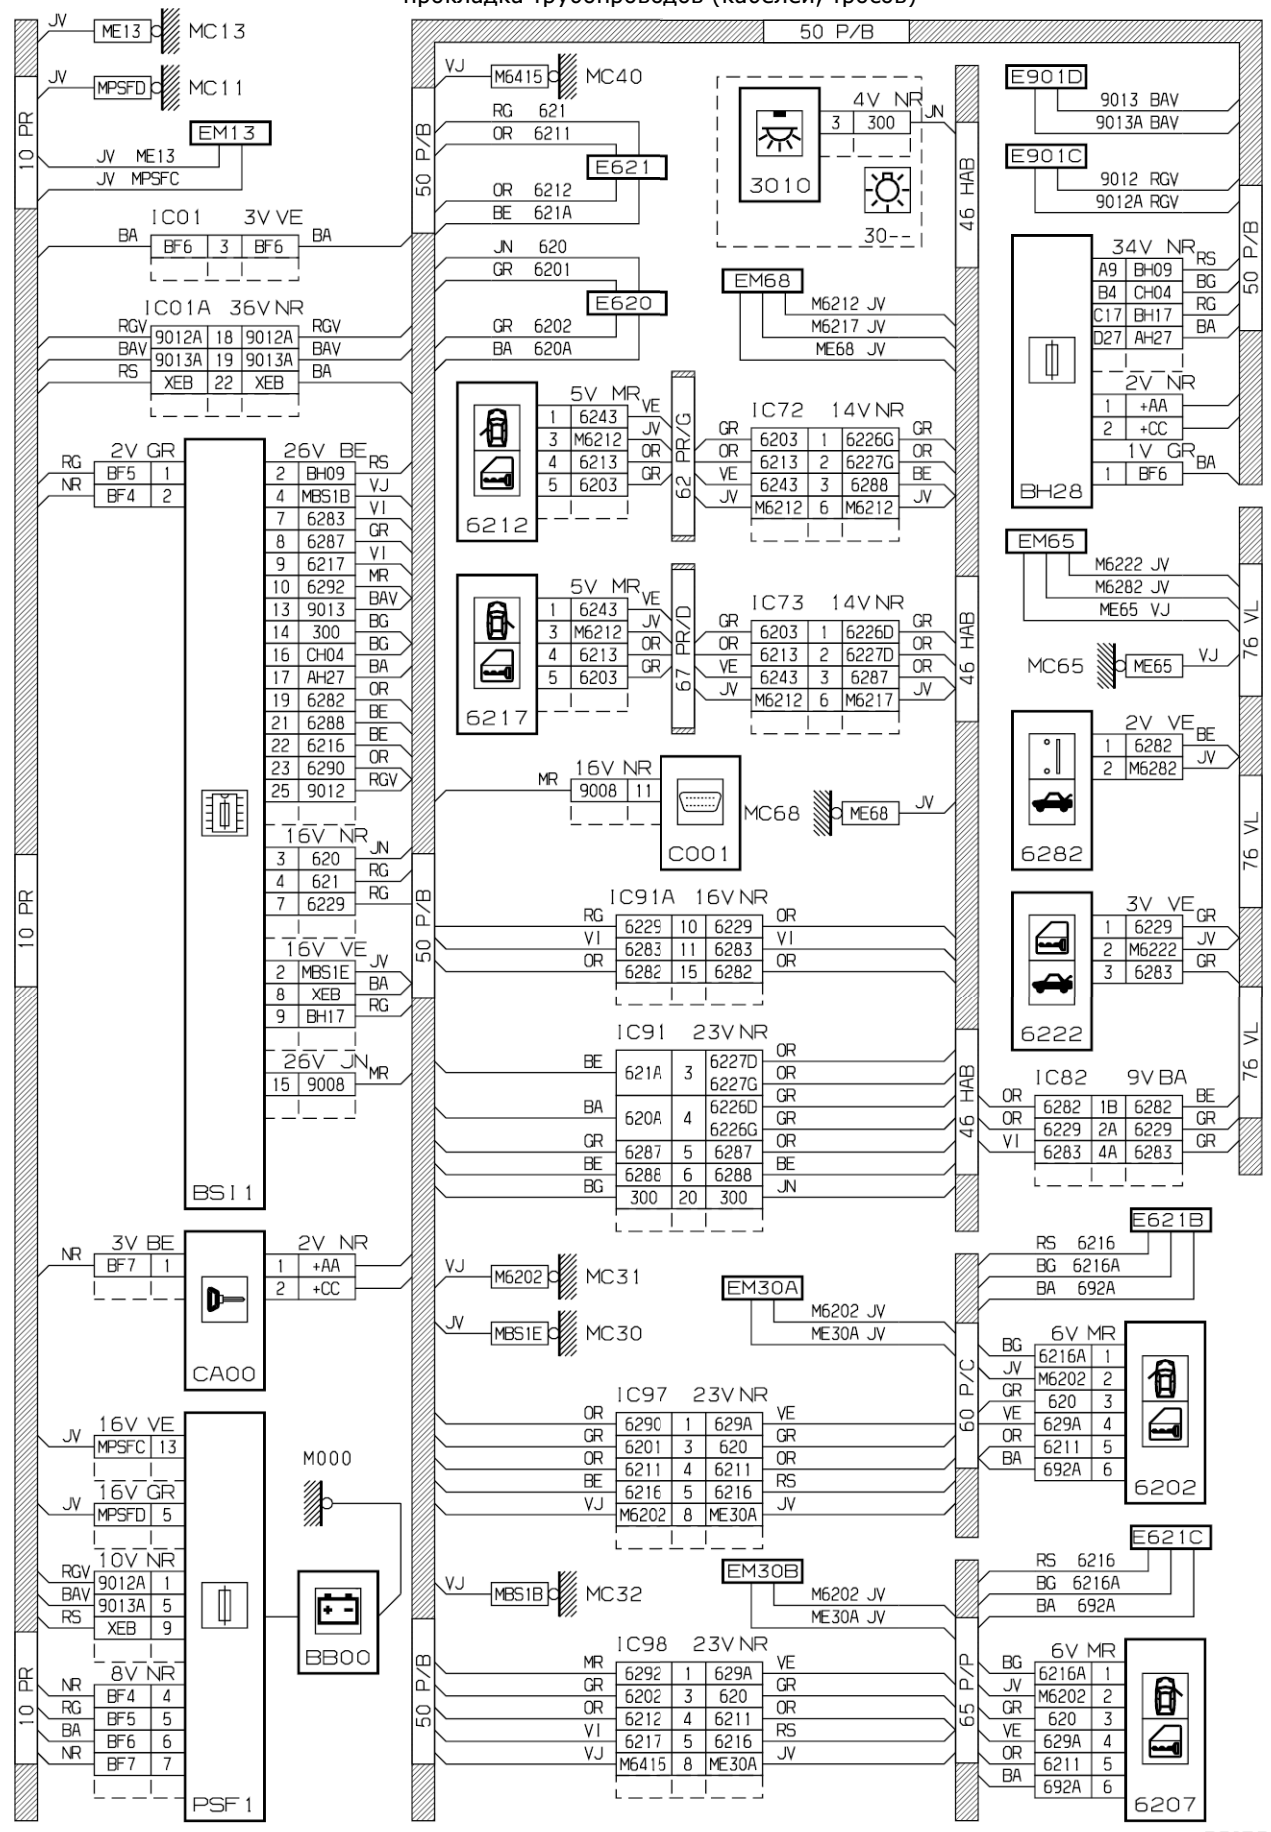 прокладка трубопроводов (кабелей, тросов)
JV ME13 MC13
JV MPSFD MC11
EM13
JV ME13
JV MPSFC
10 PR
IC01 3V VE
BA BF6 3 BF6 BA
IC01A 36V NR
RGV 9012A 18 9012A RGV
BAV 9013A 19 9013A BAV
RS XEB 22 XEB BA
2V GR
RG BF5 1
NR BF4 2
26V BE
2 BH09 RS
4 MBS1B VJ
7 6283 VI
8 6287 GR
9 6217 VI
10 6292 MR
13 9013 BAV
14 300 BG
16 CH04 BG
17 AH27 BA
19 6282 OR
21 6288 BE
22 6216 BE
23 6290 OR
25 9012 RGV
16V NR
3 620 JN
4 621 RG
7 6229 RG
16V VE
2 MBS1E JV
8 XEB BA
9 BH17 RG
26V JN
15 9008 MR
BSI1
10 PR
3V BE
NR BF7 1
2V NR
1 +AA
2 +CC
CA00
16V VE
JV MPSFC 13
16V GR
JV MPSFD 5
10V NR
RGV 9012A 1
BAV 9013A 5
RS XEB 9
8V NR
NR BF4 4
RG BF5 5
BA BF6 6
NR BF7 7
PSF1
10 PR
M000
BB00
50 P/B
50 P/B
VJ M6415 MC40
RG 621
OR 6211
E621
OR 6212
BE 621A
JN 620
GR 6201
E620
GR 6202
BA 620A
4V NR
3 300 JN
3010
30--
46 HAB
EM68
M6212 JV
M6217 JV
ME68 JV
5V MR
1 6243 VE
3 M6212 JV
4 6213 OR
5 6203 GR
6212
62 PR/G
IC72 14V NR
GR 6203 1 6226G GR
OR 6213 2 6227G OR
VE 6243 3 6288 BE
JV M6212 6 M6212 JV
5V MR
1 6243 VE
3 M6212 JV
4 6213 OR
5 6203 GR
6217
67 PR/D
IC73 14V NR
GR 6203 1 6226D GR
OR 6213 2 6227D OR
VE 6243 3 6287 OR
JV M6212 6 M6217 JV
46 HAB
16V NR
MR 9008 11
C001
MC68 ME68 JV
50 P/B
IC91A 16V NR
RG 6229 10 6229 OR
VI 6283 11 6283 VI
OR 6282 15 6282 OR
IC91 23V NR
BE 621A 3 6227D OR
6227G OR
BA 620A 4 6226D GR
6226G GR
GR 6287 5 6287 OR
BE 6288 6 6288 BE
BG 300 20 300 JN
46 HAB
VJ M6202 MC31
JV MBS1E MC30
EM30A
M6202 JV
ME30A JV
IC97 23V NR
OR 6290 1 629A VE
GR 6201 3 620 GR
OR 6211 4 6211 OR
BE 6216 5 6216 RS
VJ M6202 8 ME30A JV
60 P/C
VJ MBS1B MC32
EM30B
M6202 JV
ME30A JV
50 P/B
IC98 23V NR
MR 6292 1 629A VE
GR 6202 3 620 GR
OR 6212 4 6211 OR
VI 6217 5 6216 RS
VJ M6415 8 ME30A JV
65 P/P
E901D
9013 BAV
9013A BAV
E901C
9012 RGV
9012A RGV
50 P/B
34V NR
A9 BH09 RS
B4 CH04 BG
C17 BH17 RG
D27 AH27 BA
2V NR
1 +AA
2 +CC
1V GR
1 BF6 BA
BH28
EM65
M6222 JV
M6282 JV
ME65 VJ
76 VL
MC65 ME65 VJ
2V VE
1 6282 BE
2 M6282 JV
6282
76 VL
3V VE
1 6229 GR
2 M6222 JV
3 6283 GR
6222
76 VL
IC82 9V BA
OR 6282 1B 6282 BE
OR 6229 2A 6229 GR
VI 6283 4A 6283 GR
E621B
RS 6216
BG 6216A
BA 692A
6V MR
BG 6216A 1
JV M6202 2
GR 620 3
VE 629A 4
OR 6211 5
BA 692A 6
6202
E621C
RS 6216
BG 6216A
BA 692A
6V MR
BG 6216A 1
JV M6202 2
GR 620 3
VE 629A 4
OR 6211 5
BA 692A 6
6207